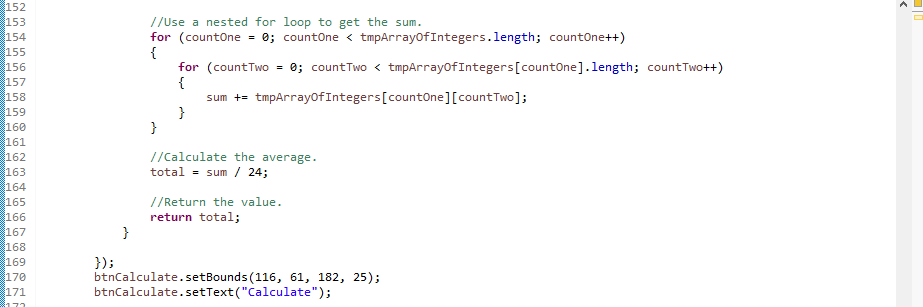 152
153 //Use a nested for loop to get the sum.
154 for (countOne = 0; countOne < tmpArrayOfIntegers.length; countOne++)
155 {
156 for (countTwo = 0; countTwo < tmpArrayOfIntegers[countOne].length; countTwo++)
157 {
158 sum += tmpArrayOfIntegers[countOne][countTwo];
159 }
160 }
161
162 //Calculate the average.
163 total = sum / 24;
164
165 //Return the value.
166 return total;
167 }
168
169 });
170 btnCalculate.setBounds(116, 61, 182, 25);
171 btnCalculate.setText("Calculate");
172